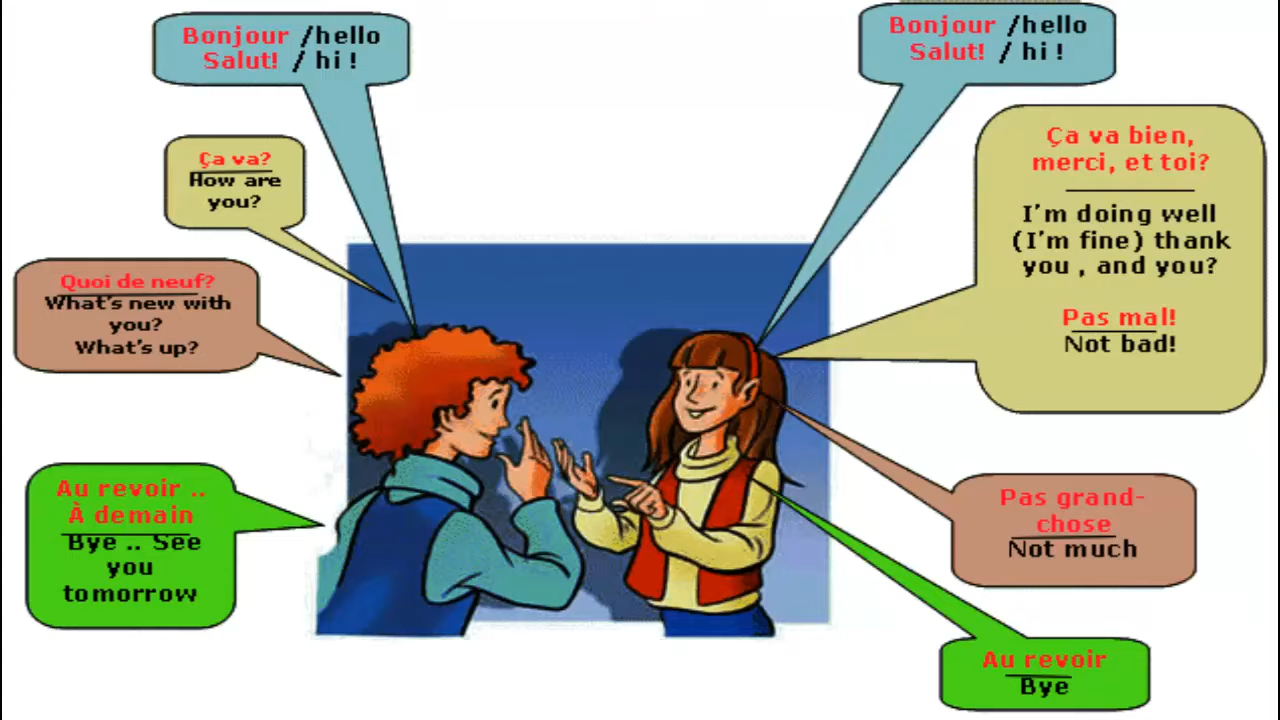 Bonjour /hello
Salut! / hi !
Bonjour /hello
Salut! / hi !
Ça va?
How are
you?
Ça va bien,
merci, et toi?
I'm doing well
(I'm fine) thank
you , and you?
Pas mal!
Not bad!
Quoi de neuf?
What's new with
you?
What's up?
Pas grand-
chose
Not much
Au revoir ..
À demain
Bye .. See
you
tomorrow
Au revoir
Bye